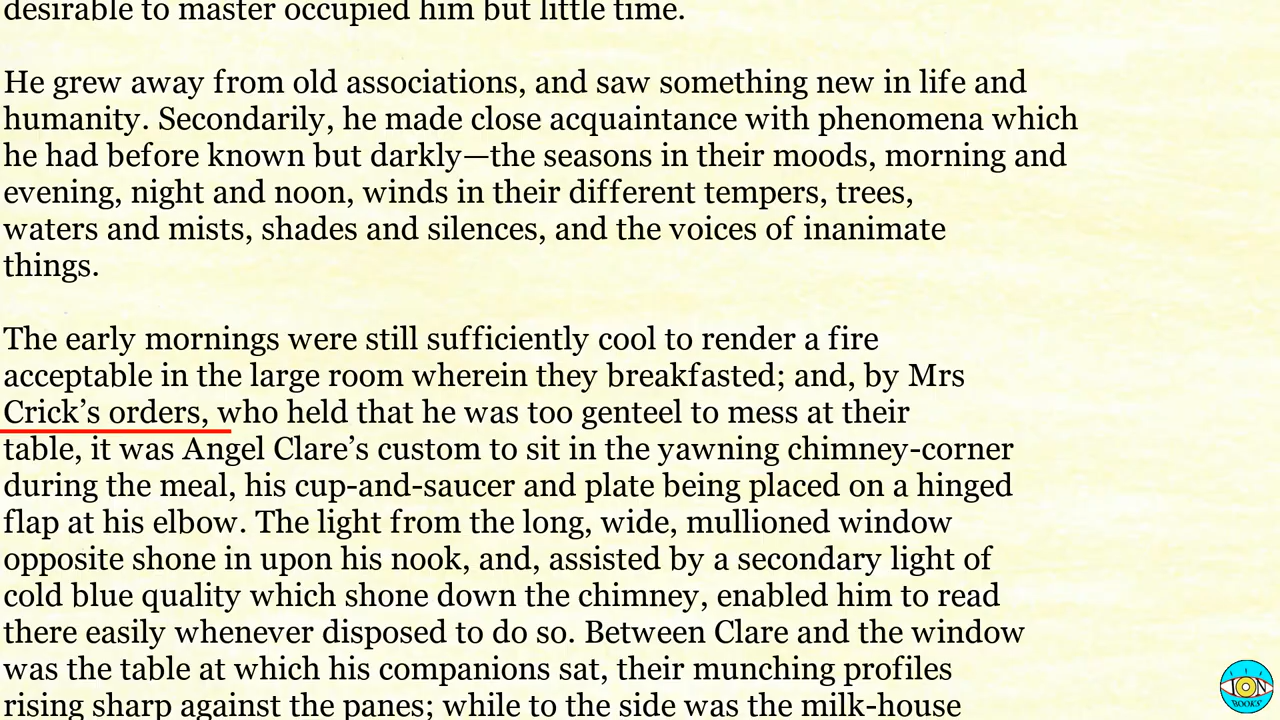 desirable to master occupied him but little time.
He grew away from old associations, and saw something new in life and
humanity. Secondarily, he made close acquaintance with phenomena which
he had before known but darkly—the seasons in their moods, morning and
evening, night and noon, winds in their different tempers, trees,
waters and mists, shades and silences, and the voices of inanimate
things.
The early mornings were still sufficiently cool to render a fire
acceptable in the large room wherein they breakfasted; and, by Mrs
Crick’s orders, who held that he was too genteel to mess at their
table, it was Angel Clare’s custom to sit in the yawning chimney-corner
during the meal, his cup-and-saucer and plate being placed on a hinged
flap at his elbow. The light from the long, wide, mullioned window
opposite shone in upon his nook, and, assisted by a secondary light of
cold blue quality which shone down the chimney, enabled him to read
there easily whenever disposed to do so. Between Clare and the window
was the table at which his companions sat, their munching profiles
rising sharp against the panes; while to the side was the milk-house
ION
BOOKS